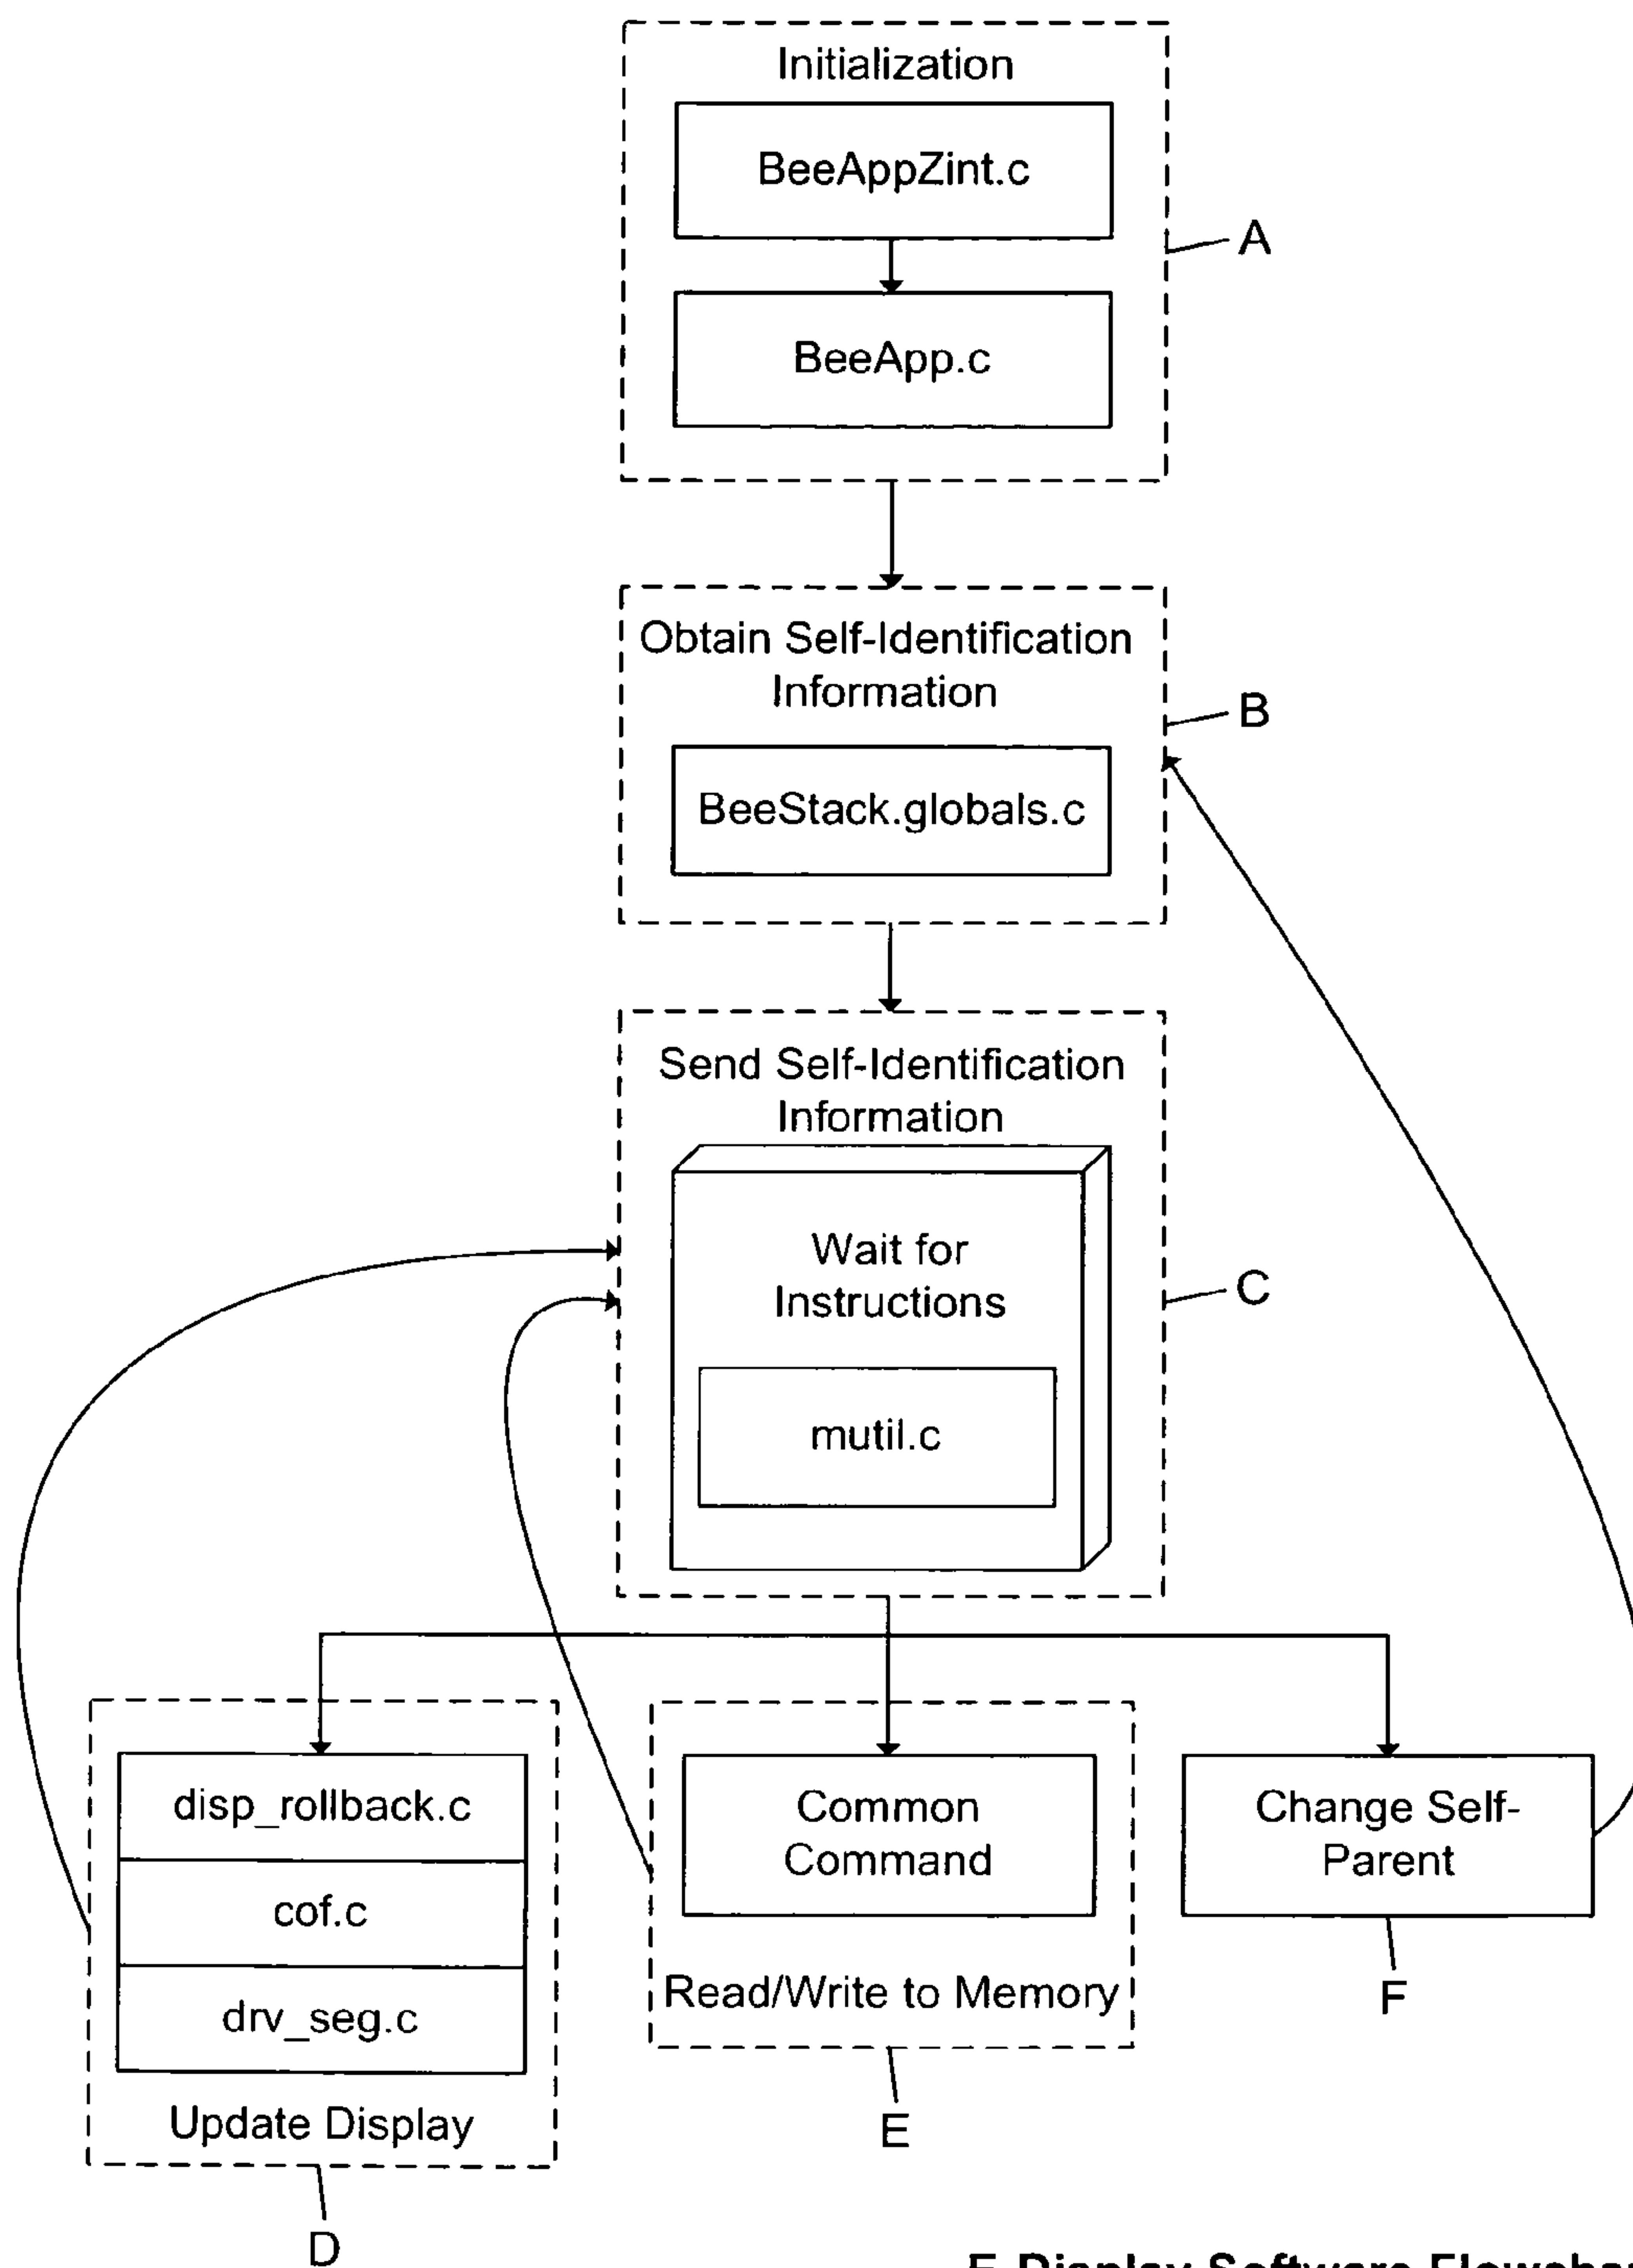 Initialization
BeeAppZint.c
A
BeeApp.c
Obtain Self-Identification
Information
B
BeeStack.globals.c
Send Self-Identification
Information
Wait for
Instructions
C
mutil.c
disp_rollback.c
cof.c
drv_seg.c
Update Display
D
Common
Command
Read/Write to Memory
E
Change Self-
Parent
F